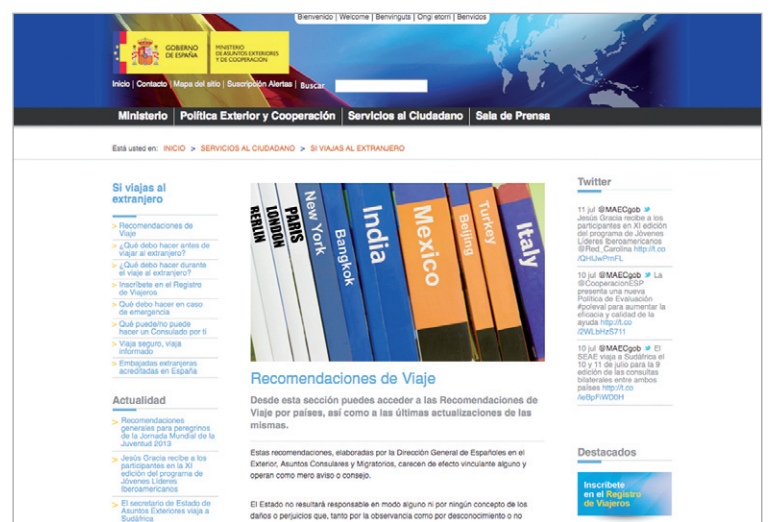 Bienvenido | Welcome | Benvinguts | Ongi etorri | Benvidos
GOBIERNO
DE ESPAÑA
MINISTERIO
DE ASUNTOS EXTERIORES
Y DE COOPERACIÓN
Inicio | Contacto | Mapa del sitio | Suscripción Alertas | Buscar
Ministerio | Política Exterior y Cooperación | Servicios al Ciudadano | Sala de Prensa
Está usted en: INICIO > SERVICIOS AL CIUDADANO > SI VIAJAS AL EXTRANJERO
Si viajas al
extranjero
> Recomendaciones de
Viaje
> ¿Qué debo hacer antes de
viajar al extranjero?
> ¿Qué debo hacer durante
el viaje al extranjero?
> Inscríbete en el Registro
de Viajeros
> Qué debo hacer en caso
de emergencia
> Qué puede/no puede
hacer un Consulado por ti
> Viaja seguro, viaja
informado
> Embajadas extranjeras
acreditadas en España
Actualidad
> Recomendaciones
generales para peregrinos
de la Jornada Mundial de la
Juventud 2013
> Jesús Gracia recibe a los
participantes en la XI
edición del programa de
Jóvenes Líderes
Iberoamericanos
> El secretario de Estado de
Asuntos Exteriores viaja a
Sudáfrica
BERLIN
LONDON
PARIS
New York
Bangkok
India
Mexico
Beijing
Turkey
Italy
Recomendaciones de Viaje
Desde esta sección puedes acceder a las Recomendaciones de
Viaje por países, así como a las últimas actualizaciones de las
mismas.
Estas recomendaciones, elaboradas por la Dirección General de Españoles en el
Exterior, Asuntos Consulares y Migratorios, carecen de efecto vinculante alguno y
operan como mero aviso o consejo.
El Estado no resultará responsable en modo alguno ni por ningún concepto de los
daños o perjuicios que, tanto por la observancia como por desconocimiento o no
Twitter
11 jul @MAECgob
Jesús Gracia recibe a los
participantes en XI edición
del programa de Jóvenes
Líderes Iberoamericanos
@Red_Carolina http://t.co
/QHIJwPrnFL
10 jul @MAECgob La
@CooperacionESP
presenta una nueva
Política de Evaluación
#poleval para aumentar la
eficacia y calidad de la
ayuda http://t.co
/2WLbHzS711
10 jul @MAECgob El
SEAE viaja a Sudáfrica el
10 y 11 de julio para la 9
edición de las consultas
bilaterales entre ambos
países http://t.co
/leBpFiWD0H
Destacados
Inscríbete
en el Registro
de Viajeros